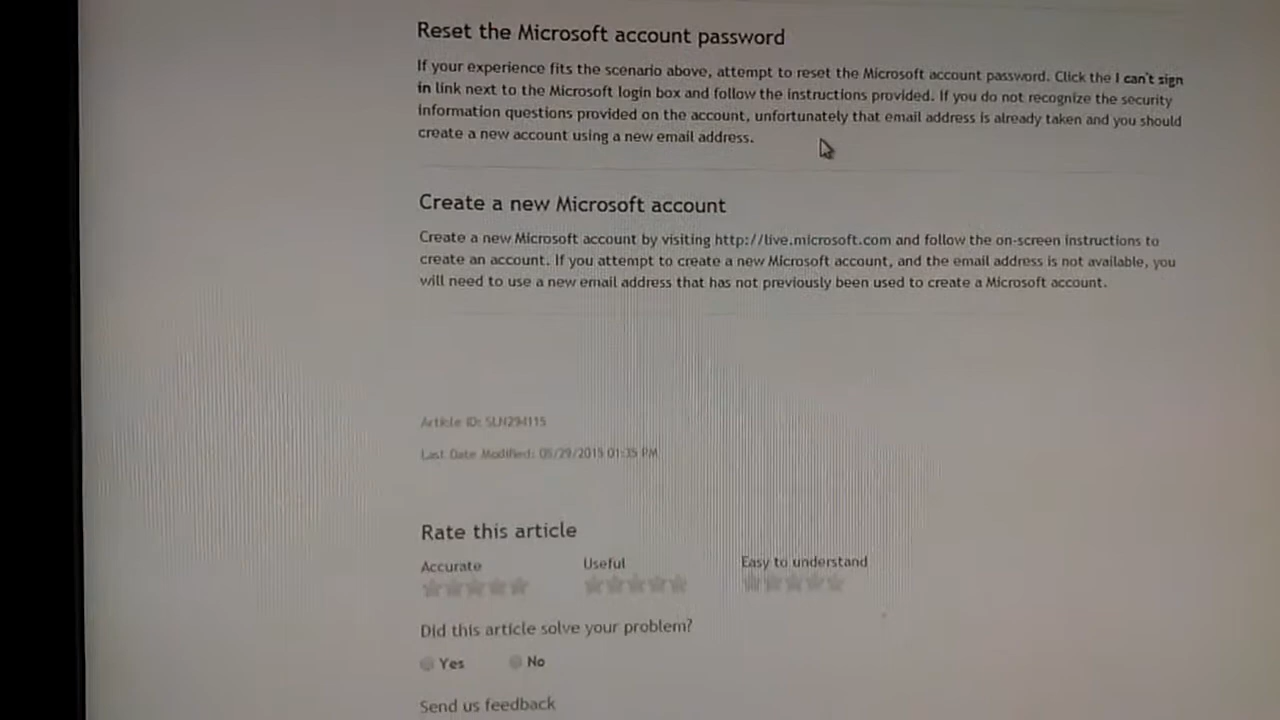 Reset the Microsoft account password
If your experience fits the scenario above, attempt to reset the Microsoft account password. Click the I can't sign
in link next to the Microsoft login box and follow the instructions provided. If you do not recognize the security
information questions provided on the account, unfortunately that email address is already taken and you should
create a new account using a new email address.
Create a new Microsoft account
Create a new Microsoft account by visiting http://live.microsoft.com and follow the on-screen instructions to
create an account. If you attempt to create a new Microsoft account, and the email address is not available, you
will need to use a new email address that has not previously been used to create a Microsoft account.
Article ID: SLN294115
Last Date Modified: 05/29/2015 01:35 PM
Rate this article
Accurate Useful Easy to understand
Did this article solve your problem?
Yes No
Send us feedback